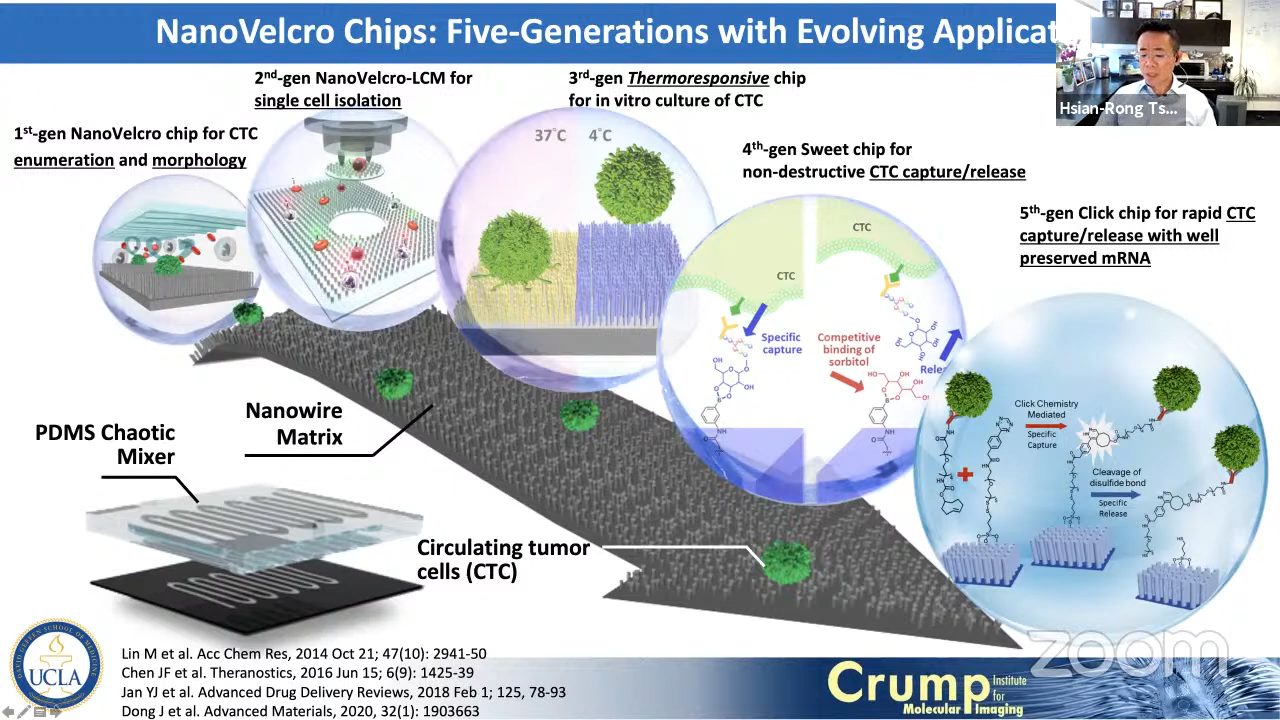 NanoVelcro Chips: Five-Generations with Evolving Applicat
Hsian-Rong Ts...
1st-gen NanoVelcro chip for CTC
enumeration and morphology
2nd-gen NanoVelcro-LCM for
single cell isolation
3rd-gen Thermoresponsive chip
for in vitro culture of CTC
37°C
4°C
4th-gen Sweet chip for
non-destructive CTC capture/release
5th-gen Click chip for rapid CTC
capture/release with well
preserved mRNA
CTC
CTC
Specific
capture
Competitive
binding of
sorbitol
Relea
Click Chemistry
Mediated
Specific
Capture
Cleavage of
disulfide bond
Specific
Release
Nanowire
Matrix
PDMS Chaotic
Mixer
Circulating tumor
cells (CTC)
Lin M et al. Acc Chem Res, 2014 Oct 21; 47(10): 2941-50
Chen JF et al. Theranostics, 2016 Jun 15; 6(9): 1425-39
Jan YJ et al. Advanced Drug Delivery Reviews, 2018 Feb 1; 125, 78-93
Dong J et al. Advanced Materials, 2020, 32(1): 1903663
DAVID GEFFEN SCHOOL OF MEDICINE
UCLA
Crump Institute
for
Molecular Imaging
zoom